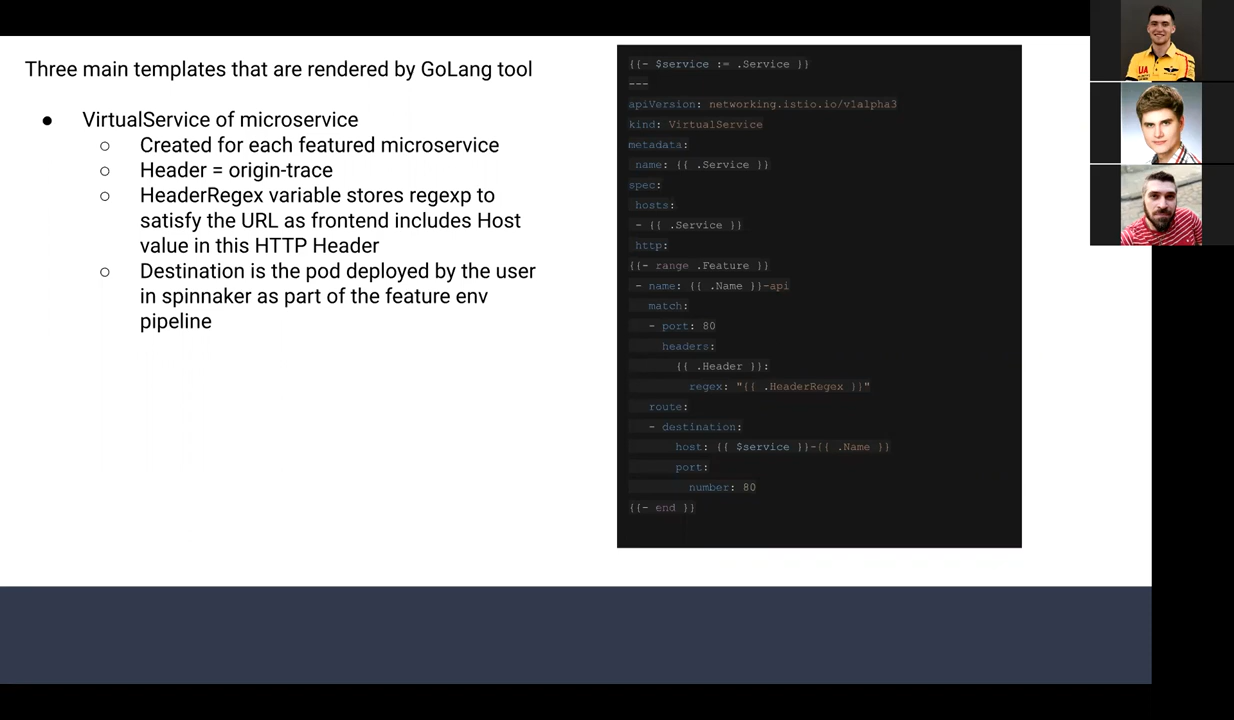 Three main templates that are rendered by GoLang tool
● VirtualService of microservice
○ Created for each featured microservice
○ Header = origin-trace
○ HeaderRegex variable stores regexp to
satisfy the URL as frontend includes Host
value in this HTTP Header
○ Destination is the pod deployed by the user
in spinnaker as part of the feature env
pipeline
{{- $service := .Service }}
---
apiVersion: networking.istio.io/v1alpha3
kind: VirtualService
metadata:
 name: {{ .Service }}
spec:
 hosts:
 - {{ .Service }}
 http:
{{- range .Feature }}
 - name: {{ .Name }}-api
   match:
   - port: 80
     headers:
       {{ .Header }}:
         regex: "{{ .HeaderRegex }}"
   route:
   - destination:
       host: {{ $service }}-{{ .Name }}
       port:
         number: 80
{{- end }}
UA